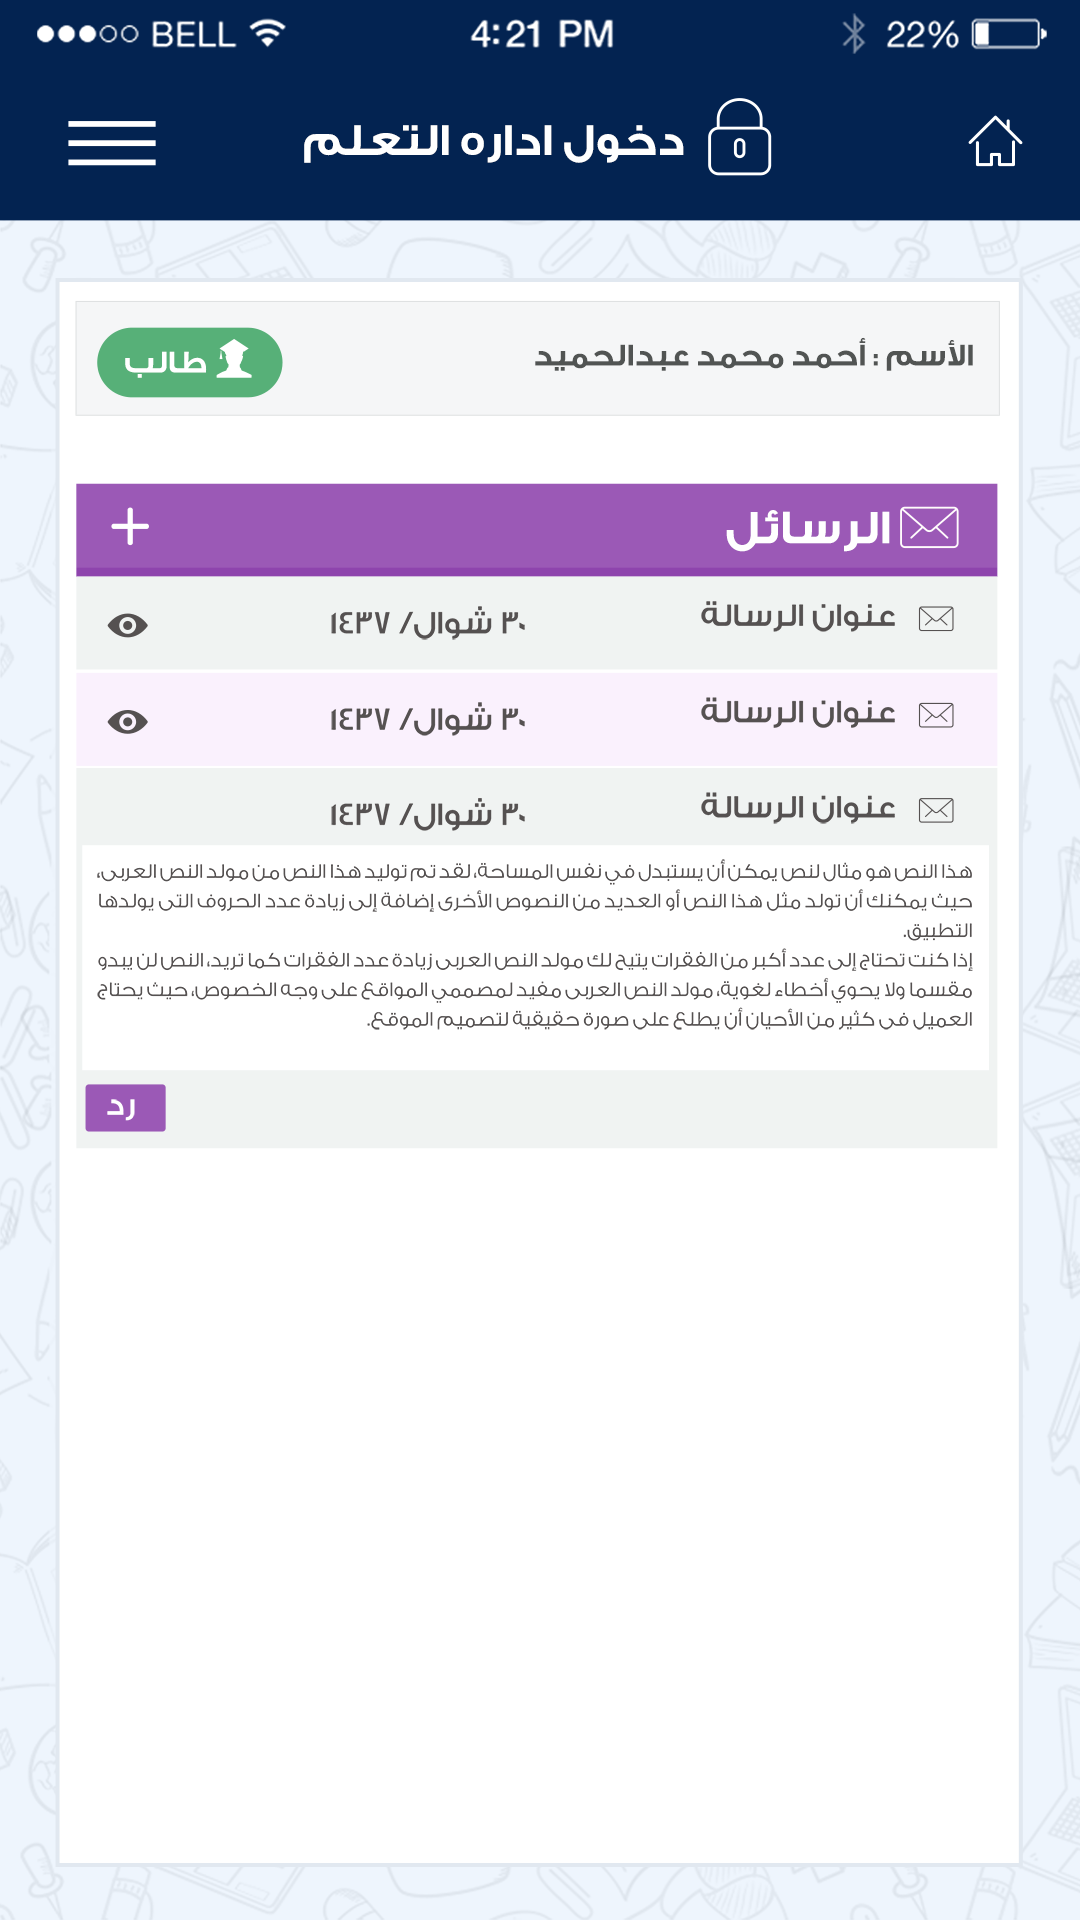 BELL 4:21 PM 22%
دخول اداره التعلم 0
الأسم : أحمد محمد عبدالحميد
طالب
الرسائل +
عنوان الرسالة ٣٠ شوال/ ١٤٣٧
عنوان الرسالة ٣٠ شوال/ ١٤٣٧
عنوان الرسالة ٣٠ شوال/ ١٤٣٧
هذا النص هو مثال لنص يمكن أن يستبدل في نفس المساحة، لقد تم توليد هذا النص من مولد النص العربى،
حيث يمكنك أن تولد مثل هذا النص أو العديد من النصوص الأخرى إضافة إلى زيادة عدد الحروف التى يولدها
التطبيق.
إذا كنت تحتاج إلى عدد أكبر من الفقرات يتيح لك مولد النص العربى زيادة عدد الفقرات كما تريد، النص لن يبدو
مقسما ولا يحوي أخطاء لغوية، مولد النص العربى مفيد لمصممي المواقع على وجه الخصوص، حيث يحتاج
العميل فى كثير من الأحيان أن يطلع على صورة حقيقية لتصميم الموقع.
رد